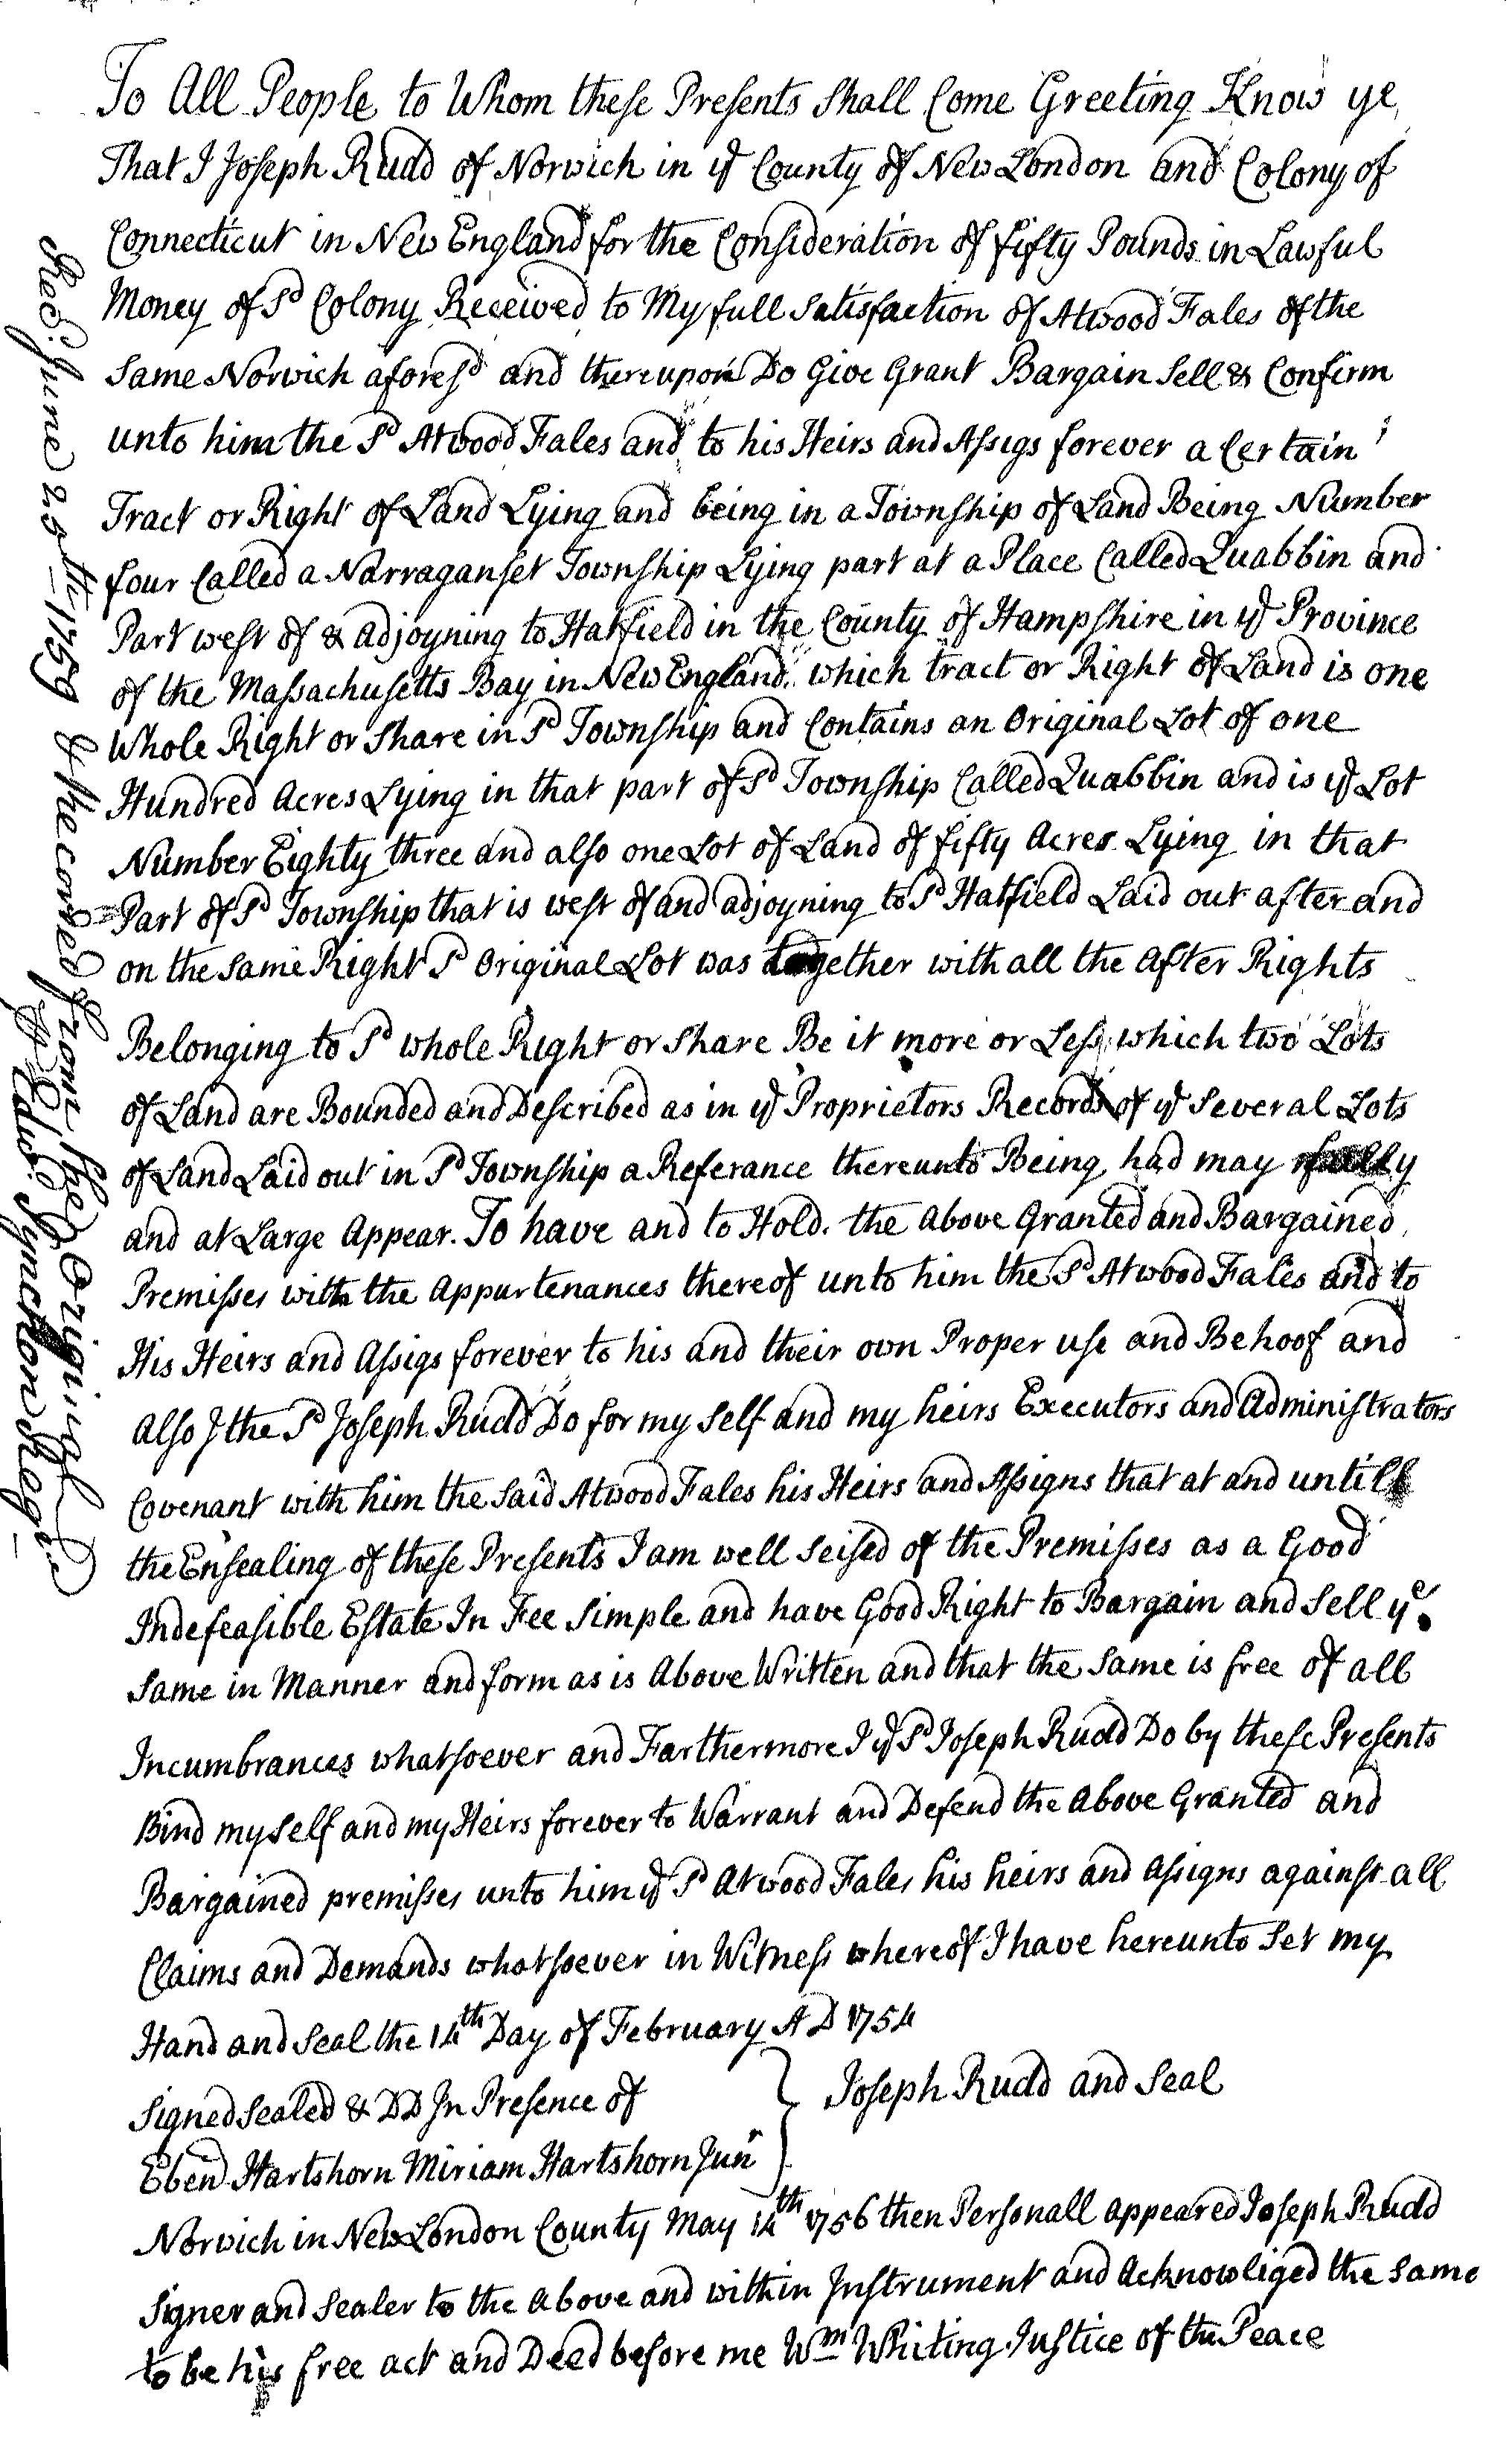 To All People to Whom these Presents Shall Come Greeting Know ye
That I Joseph Rudd of Norwich in ye County of New London and Colony of
Connecticut in New England for the Consideration of fifty Pounds in Lawful
Money of Sd Colony Received to My full Satisfaction of Atwood Fales of the
Same Norwich aforesd and thereupon Do Give Grant Bargain Sell & Confirm
unto him the Sd Atwood Fales and to his Heirs and Assigs forever a Certain
Tract or Right of Land Lying and being in a Township of Land Being Number
four Called a Narraganset Township Lying part at a Place Called Quabbin and
Part west of & adjoyning to Hatfield in the County of Hampshire in ye Province
of the Massachusetts Bay in New England which tract or Right of Land is one
Whole Right or Share in Sd Township and Contains an Original Lot of one
Hundred Acres Lying in that part of Sd Township Called Quabbin and is ye Lot
Number Eighty three and also one Lot of Land of fifty Acres Lying in that
Part of Sd Township that is west of and adjoyning to Sd Hatfield Laid out after and
on the Same Right Sd Original Lot was together with all the After Rights
Belonging to Sd whole Right or Share Be it more or Less which two Lots
of Land are Bounded and Described as in ye Proprietors Records of ye Several Lots
of Land Laid out in Sd Township a Referance thereunto Being had may fully
and at Large Appear. To have and to Hold. the Above Granted and Bargained
Premisses with the Appurtenances thereof unto him the Sd Atwood Fales and to
His Heirs and Assigs forever to his and their own Proper use and Behoof and
Also I the Sd Joseph Rudd Do for my Self and my heirs Executors and Administrators
Covenant with him the Said Atwood Fales his Heirs and Assigns that at and untill
the Ensealing of these Presents I am well Seised of the Premisses as a Good
Indefeasible Estate In Fee Simple and have Good Right to Bargain and Sell ye
Same in Manner and form as is Above Written and that the Same is free of all
Incumbrances whatsoever and Farthermore I ye Sd Joseph Rudd Do by these Presents
Bind my Self and my Heirs forever to Warrant and Defend the Above Granted and
Bargained premisses unto him ye Sd Atwood Fales his heirs and Assigns against all
Claims and Demands whatsoever in Witness whereof I have hereunto Set my
Hand and Seal the 14th Day of February A D 1754
Signed Sealed & DD In Presence of
Joseph Rudd and Seal
Eben Hartshorn Miriam Hartshorn Junr
Norwich in New London County May 14th 1756 then Personall appeared Joseph Rudd
Signer and Sealer to the Above and within Instrument and Acknowliged the Same
to be his free act and Deed before me Wm Whiting Justice of the Peace
Recd. June 25th 1759 & Recorded from the Original
⅌ Edwd. Pynchon Regr